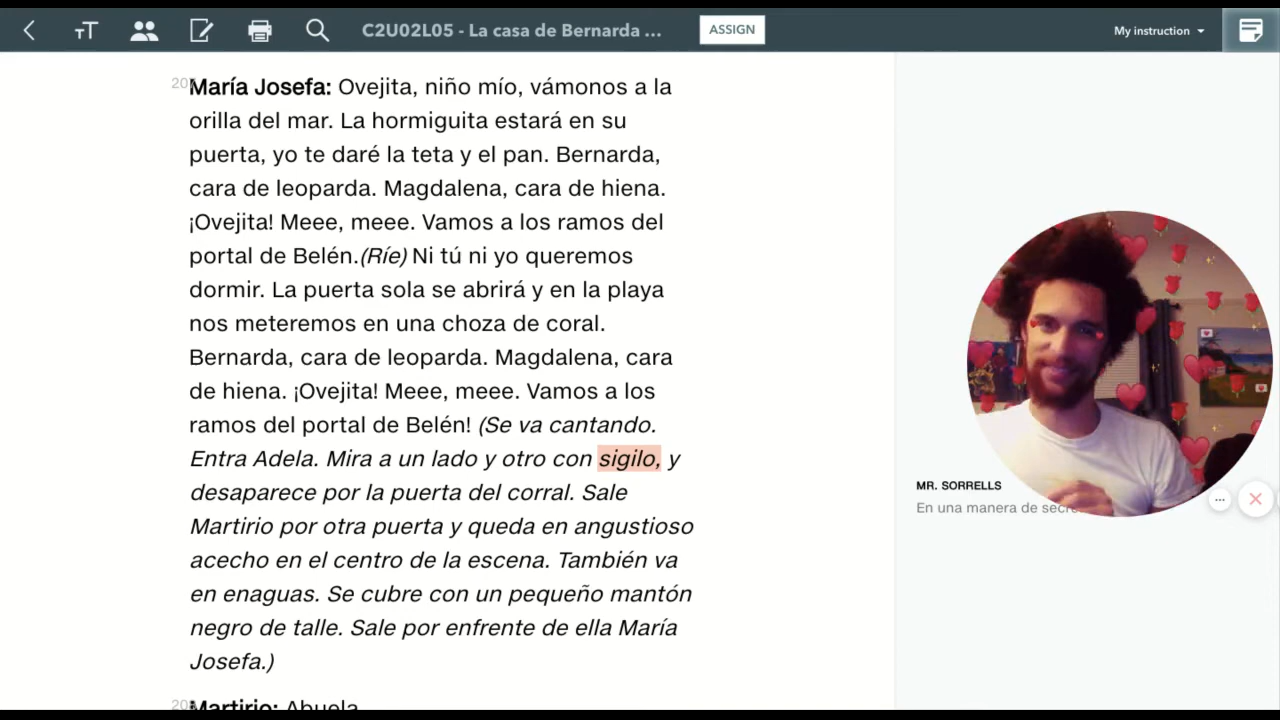 C2U02L05 - La casa de Bernarda ...
ASSIGN
My instruction
María Josefa: Ovejita, niño mío, vámonos a la
orilla del mar. La hormiguita estará en su
puerta, yo te daré la teta y el pan. Bernarda,
cara de leoparda. Magdalena, cara de hiena.
¡Ovejita! Meee, meee. Vamos a los ramos del
portal de Belén.(Ríe) Ni tú ni yo queremos
dormir. La puerta sola se abrirá y en la playa
nos meteremos en una choza de coral.
Bernarda, cara de leoparda. Magdalena, cara
de hiena. ¡Ovejita! Meee, meee. Vamos a los
ramos del portal de Belén! (Se va cantando.
Entra Adela. Mira a un lado y otro con sigilo, y
desaparece por la puerta del corral. Sale
Martirio por otra puerta y queda en angustioso
acecho en el centro de la escena. También va
en enaguas. Se cubre con un pequeño mantón
negro de talle. Sale por enfrente de ella María
Josefa.)
Martirio: Abuela
MR. SORRELLS
En una manera de